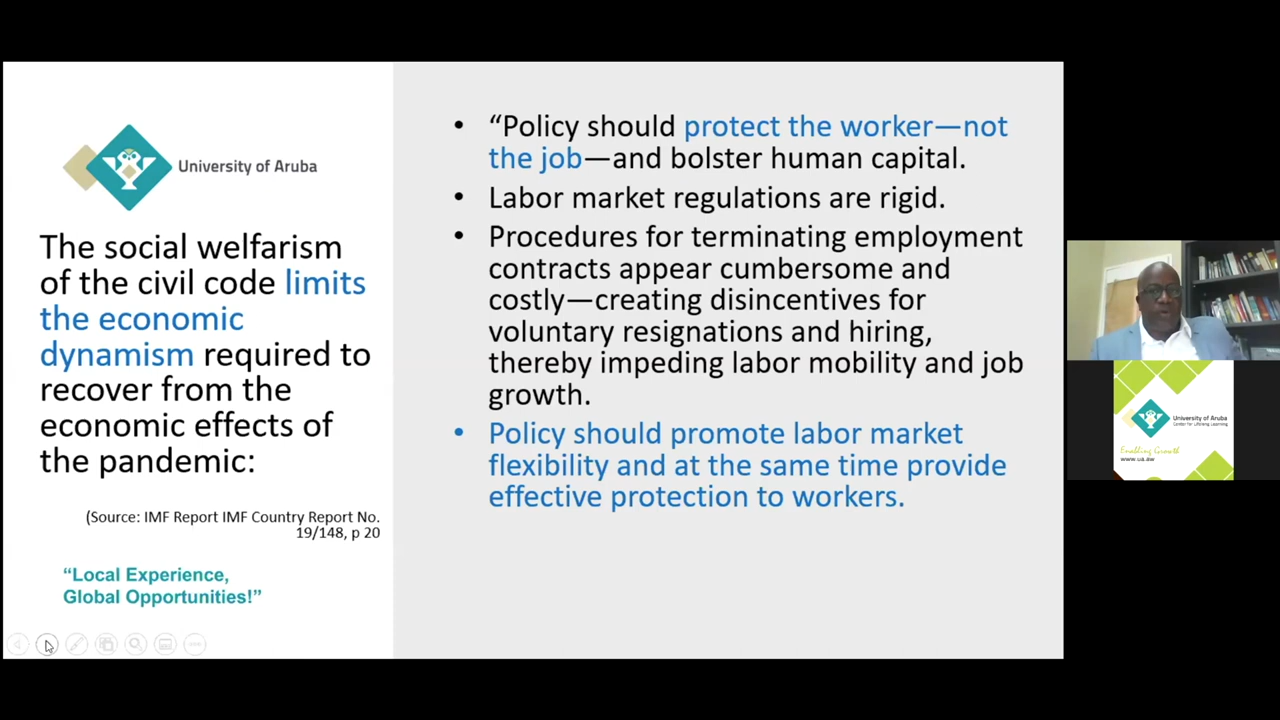 University of Aruba
The social welfarism
of the civil code limits
the economic
dynamism required to
recover from the
economic effects of
the pandemic:
(Source: IMF Report IMF Country Report No.
19/148, p 20
“Local Experience,
Global Opportunities!”
• “Policy should protect the worker—not
the job—and bolster human capital.
• Labor market regulations are rigid.
• Procedures for terminating employment
contracts appear cumbersome and
costly—creating disincentives for
voluntary resignations and hiring,
thereby impeding labor mobility and job
growth.
• Policy should promote labor market
flexibility and at the same time provide
effective protection to workers.
University of Aruba
Center for Lifelong Learning
Enabling Growth
www.ua.aw